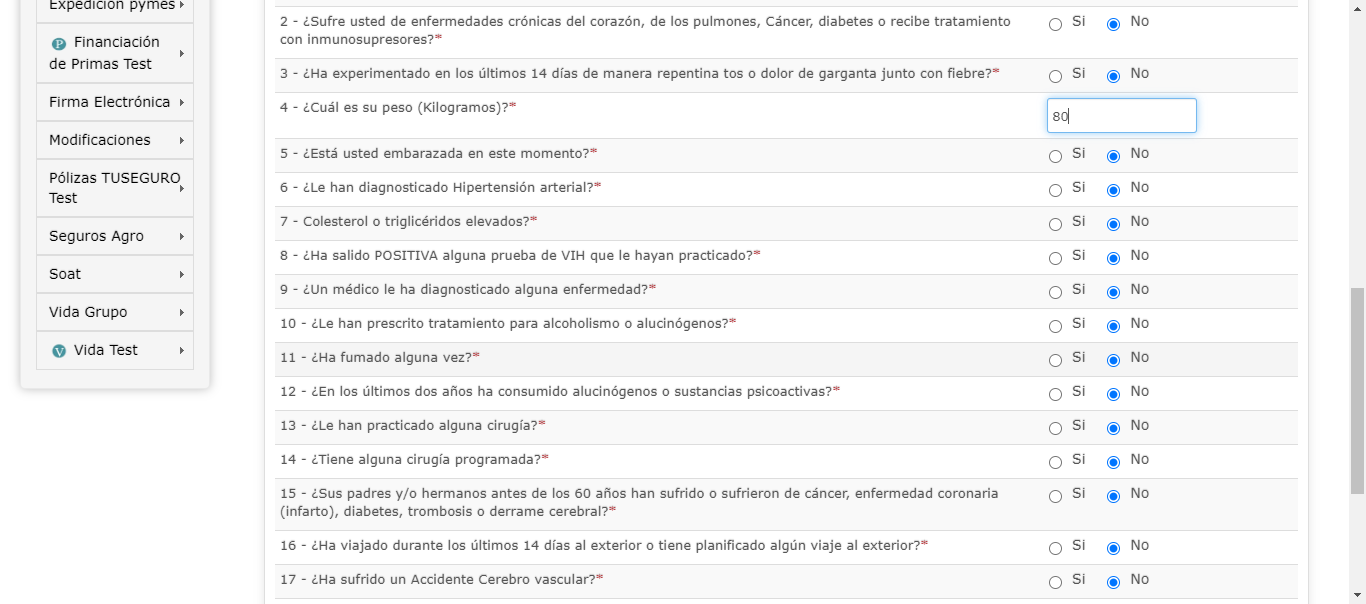 Expedición pymes
Financiación
de Primas Test
Firma Electrónica
Modificaciones
Pólizas TUSEGURO
Test
Seguros Agro
Soat
Vida Grupo
V Vida Test
2 - ¿Sufre usted de enfermedades crónicas del corazón, de los pulmones, Cáncer, diabetes o recibe tratamiento
con inmunosupresores?* Si No
3 - ¿Ha experimentado en los últimos 14 días de manera repentina tos o dolor de garganta junto con fiebre?* Si No
4 - ¿Cuál es su peso (Kilogramos)?* 80
5 - ¿Está usted embarazada en este momento?* Si No
6 - ¿Le han diagnosticado Hipertensión arterial?* Si No
7 - Colesterol o triglicéridos elevados?* Si No
8 - ¿Ha salido POSITIVA alguna prueba de VIH que le hayan practicado?* Si No
9 - ¿Un médico le ha diagnosticado alguna enfermedad?* Si No
10 - ¿Le han prescrito tratamiento para alcoholismo o alucinógenos?* Si No
11 - ¿Ha fumado alguna vez?* Si No
12 - ¿En los últimos dos años ha consumido alucinógenos o sustancias psicoactivas?* Si No
13 - ¿Le han practicado alguna cirugía?* Si No
14 - ¿Tiene alguna cirugía programada?* Si No
15 - ¿Sus padres y/o hermanos antes de los 60 años han sufrido o sufrieron de cáncer, enfermedad coronaria
(infarto), diabetes, trombosis o derrame cerebral?* Si No
16 - ¿Ha viajado durante los últimos 14 días al exterior o tiene planificado algún viaje al exterior?* Si No
17 - ¿Ha sufrido un Accidente Cerebro vascular?* Si No